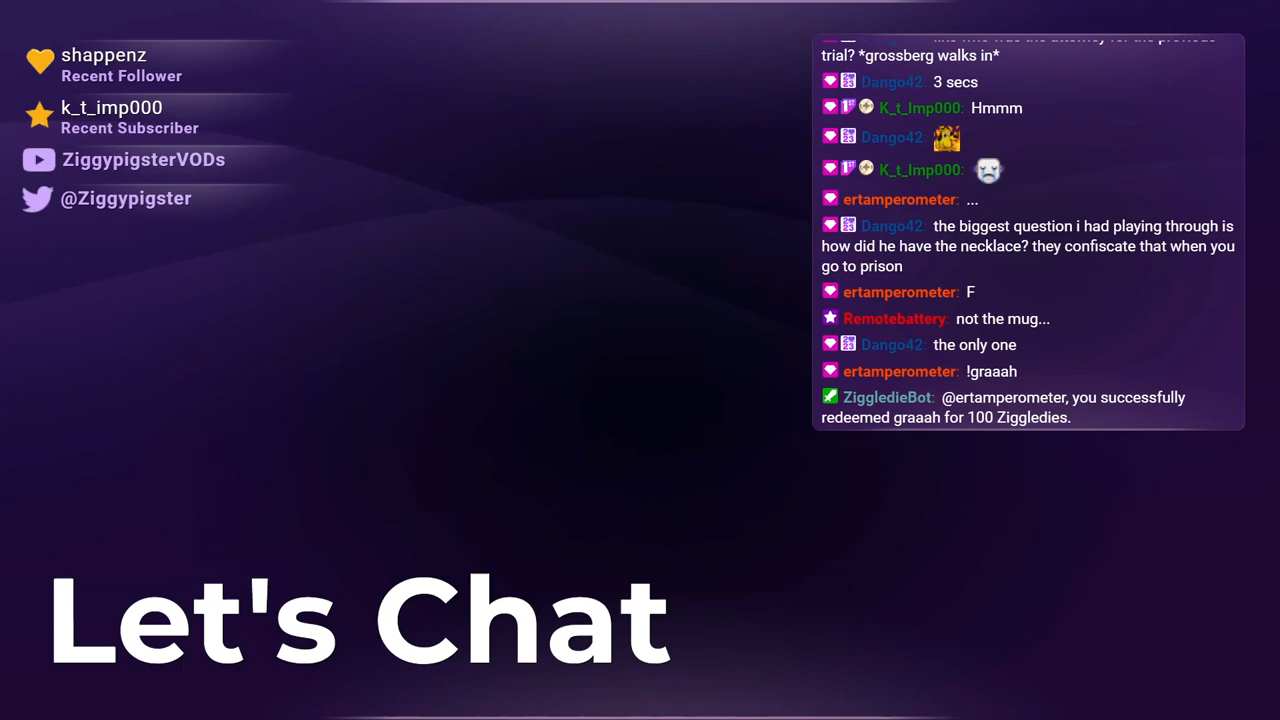 shappenz
Recent Follower
k_t_imp000
Recent Subscriber
ZiggypigsterVODs
@Ziggypigster
trial? *grossberg walks in*
Dango42: 3 secs
K_t_Imp000: Hmmm
Dango42:
K_t_Imp000:
ertamperometer: ...
Dango42: the biggest question i had playing through is
how did he have the necklace? they confiscate that when you
go to prison
ertamperometer: F
Remotebattery: not the mug...
Dango42: the only one
ertamperometer: !graaah
ZiggledieBot: @ertamperometer, you successfully
redeemed graaah for 100 Ziggledies.
Let's Chat